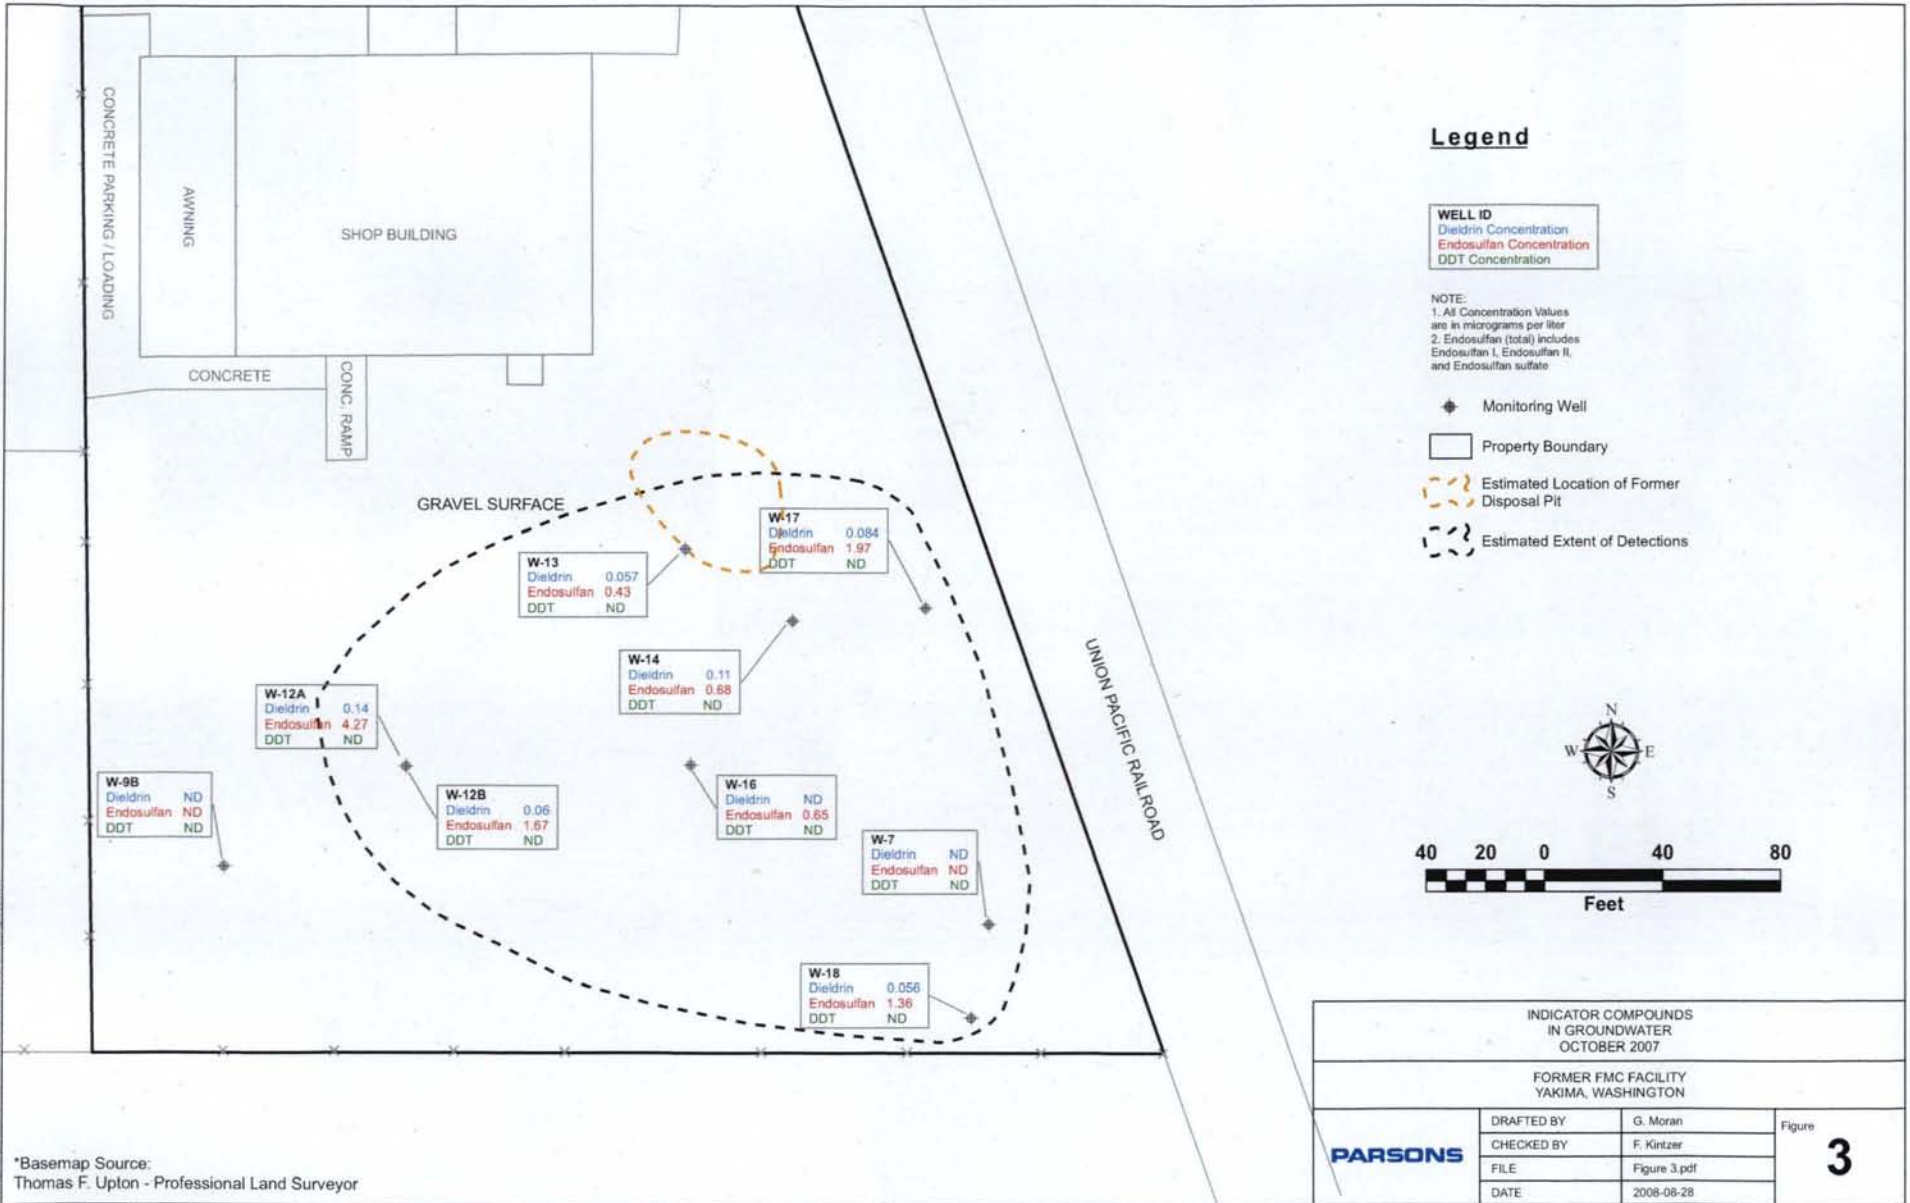 CONCRETE PARKING / LOADING
AWNING
SHOP BUILDING
CONCRETE
CONC. RAMP
GRAVEL SURFACE
UNION PACIFIC RAILROAD
W-17
Dieldrin 0.084
Endosulfan 1.97
DDT ND
W-13
Dieldrin 0.057
Endosulfan 0.43
DDT ND
W-14
Dieldrin 0.11
Endosulfan 0.68
DDT ND
W-12A
Dieldrin 0.14
Endosulfan 4.27
DDT ND
W-9B
Dieldrin ND
Endosulfan ND
DDT ND
W-12B
Dieldrin 0.06
Endosulfan 1.67
DDT ND
W-16
Dieldrin ND
Endosulfan 0.65
DDT ND
W-7
Dieldrin ND
Endosulfan ND
DDT ND
W-18
Dieldrin 0.056
Endosulfan 1.36
DDT ND
Legend
WELL ID
Dieldrin Concentration
Endosulfan Concentration
DDT Concentration
NOTE:
1. All Concentration Values
are in micrograms per liter
2. Endosulfan (total) includes
Endosulfan I, Endosulfan II,
and Endosulfan sulfate
Monitoring Well
Property Boundary
Estimated Location of Former
Disposal Pit
Estimated Extent of Detections
N
W E
S
40 20 0 40 80
Feet
INDICATOR COMPOUNDS
IN GROUNDWATER
OCTOBER 2007
FORMER FMC FACILITY
YAKIMA, WASHINGTON
PARSONS
DRAFTED BY G. Moran
CHECKED BY F. Kintzer
FILE Figure 3.pdf
DATE 2008-08-28
Figure
3
*Basemap Source:
Thomas F. Upton - Professional Land Surveyor